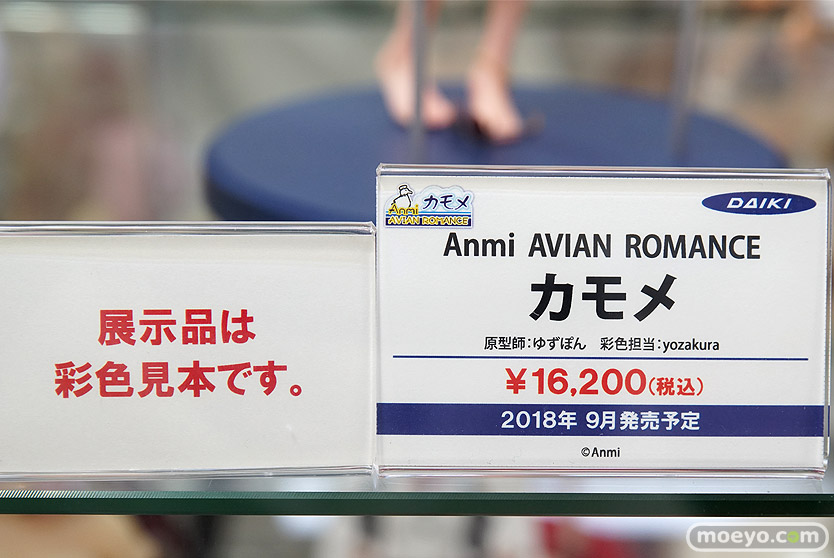 展示品は
彩色見本です。
Anmi カモメ
AVIAN ROMANCE
DAIKI
Anmi AVIAN ROMANCE
カモメ
原型師：ゆずぽん　彩色担当：yozakura
￥16,200(税込)
2018年 9月発売予定
©Anmi
moeyo.com